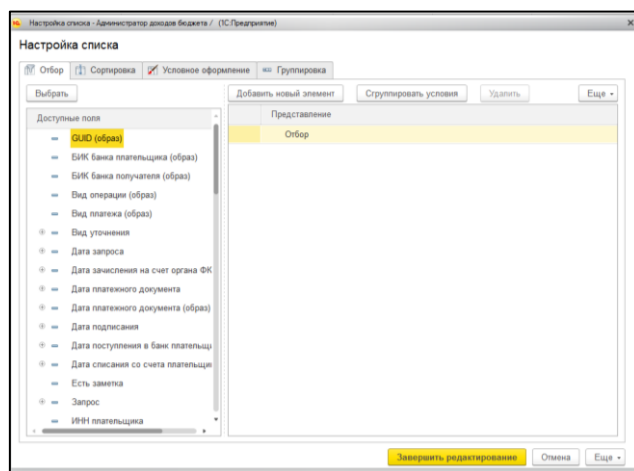 Настройка списка - Администратор доходов бюджета / (1С:Предприятие)
Настройка списка
Отбор Сортировка Условное оформление Группировка
Выбрать Добавить новый элемент Сгруппировать условия Удалить Еще
Доступные поля Представление
GUID (образ) Отбор
БИК банка плательщика (образ)
БИК банка получателя (образ)
Вид операции (образ)
Вид платежа (образ)
Вид уточнения
Дата запроса
Дата зачисления на счет органа ФК
Дата платежного документа
Дата платежного документа (образ)
Дата подписания
Дата поступления в банк плательщ
Дата списания со счета плательщи
Есть заметка
Запрос
ИНН плательщика
Завершить редактирование Отмена Еще